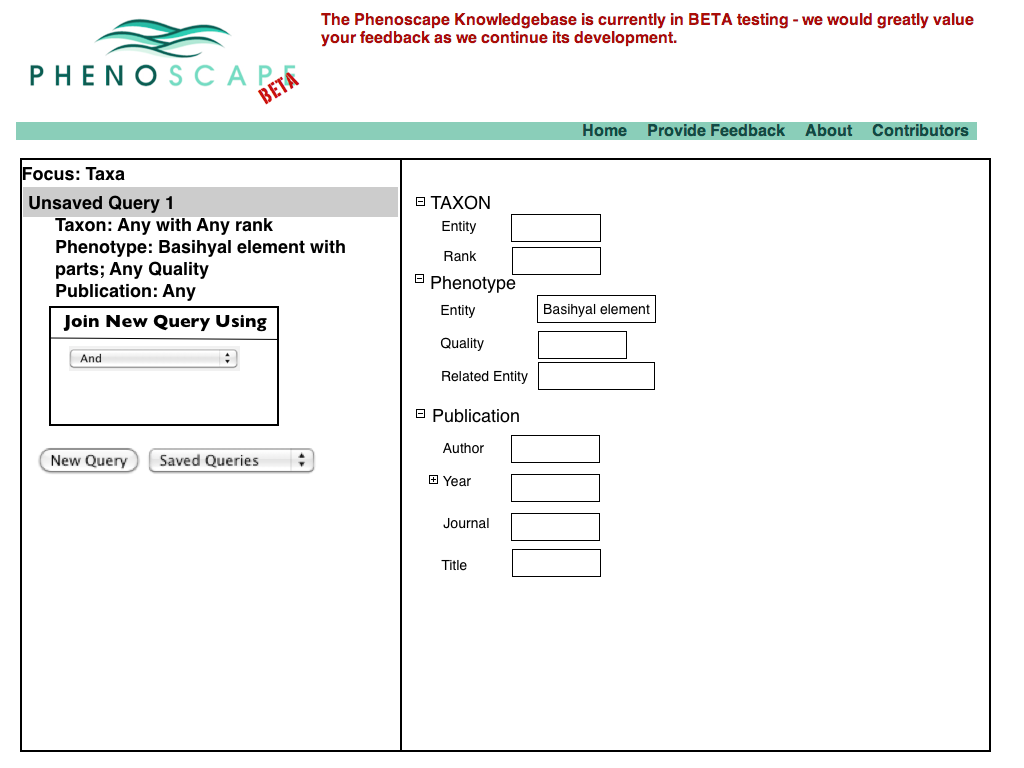 The Phenoscape Knowledgebase is currently in BETA testing - we would greatly value
your feedback as we continue its development.
PHENOSCAPE
BETA
Home Provide Feedback About Contributors
Focus: Taxa
Unsaved Query 1
Taxon: Any with Any rank
Phenotype: Basihyal element with
parts; Any Quality
Publication: Any
Join New Query Using
And
New Query Saved Queries
TAXON
Entity
Rank
Phenotype
Entity Basihyal element
Quality
Related Entity
Publication
Author
Year
Journal
Title